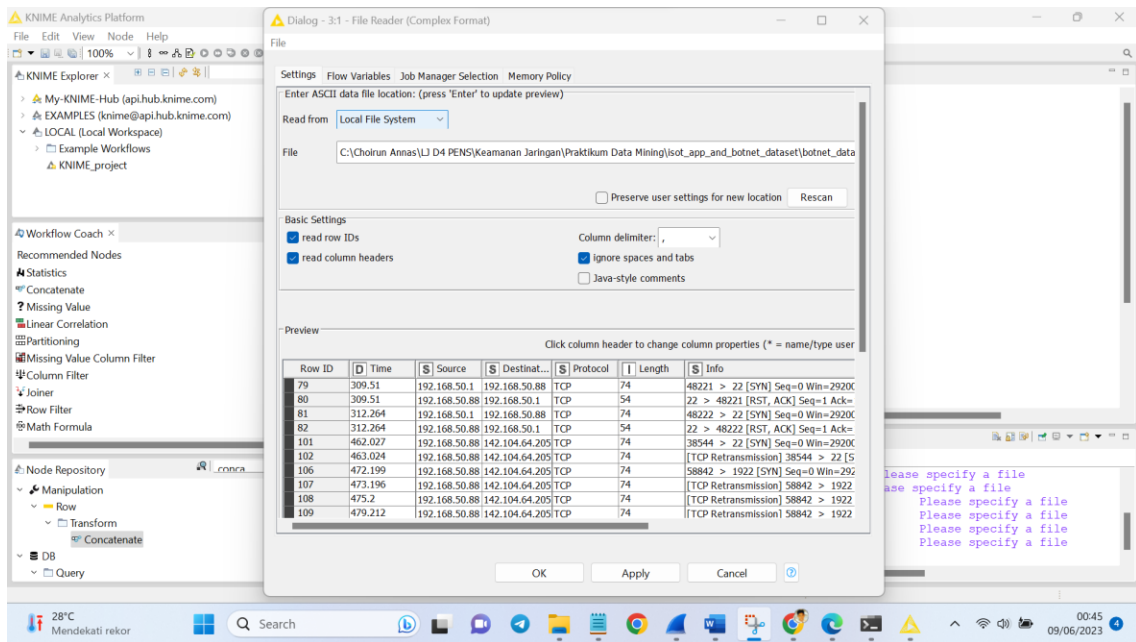 KNIME Analytics Platform
File Edit View Node Help
100%
KNIME Explorer ×
My-KNIME-Hub (api.hub.knime.com)
EXAMPLES (knime@api.hub.knime.com)
LOCAL (Local Workspace)
Example Workflows
KNIME_project
Workflow Coach ×
Recommended Nodes
Statistics
Concatenate
Missing Value
Linear Correlation
Partitioning
Missing Value Column Filter
Column Filter
Joiner
Row Filter
Math Formula
Node Repository
conca
Manipulation
Row
Transform
Concatenate
DB
Query
Dialog - 3:1 - File Reader (Complex Format)
File
Settings Flow Variables Job Manager Selection Memory Policy
Enter ASCII data file location: (press 'Enter' to update preview)
Read from Local File System
File C:\Choirun Annas\LJ D4 PENS\Keamanan Jaringan\Praktikum Data Mining\isot_app_and_botnet_dataset\botnet_data
Preserve user settings for new location Rescan
Basic Settings
read row IDs Column delimiter: ,
read column headers ignore spaces and tabs
Java-style comments
Preview
Click column header to change column properties (* = name/type user
Row ID D Time S Source S Destinat... S Protocol I Length S Info
79 309.51 192.168.50.1 192.168.50.88 TCP 74 48221 > 22 [SYN] Seq=0 Win=2920
80 309.51 192.168.50.88 192.168.50.1 TCP 54 22 > 48221 [RST, ACK] Seq=1 Ack=
81 312.264 192.168.50.1 192.168.50.88 TCP 74 48222 > 22 [SYN] Seq=0 Win=2920
82 312.264 192.168.50.88 192.168.50.1 TCP 54 22 > 48222 [RST, ACK] Seq=1 Ack=
101 462.027 192.168.50.88 142.104.64.205 TCP 74 38544 > 22 [SYN] Seq=0 Win=2920
102 463.024 192.168.50.88 142.104.64.205 TCP 74 [TCP Retransmission] 38544 > 22 [S
106 472.199 192.168.50.88 142.104.64.205 TCP 74 58842 > 1922 [SYN] Seq=0 Win=292
107 473.196 192.168.50.88 142.104.64.205 TCP 74 [TCP Retransmission] 58842 > 1922
108 475.2 192.168.50.88 142.104.64.205 TCP 74 [TCP Retransmission] 58842 > 1922
109 479.212 192.168.50.88 142.104.64.205 TCP 74 [TCP Retransmission] 58842 > 1922
OK Apply Cancel ?
lease specify a file
ase specify a file
Please specify a file
Please specify a file
Please specify a file
Please specify a file
28°C
Mendekati rekor
Search
00:45
09/06/2023
4